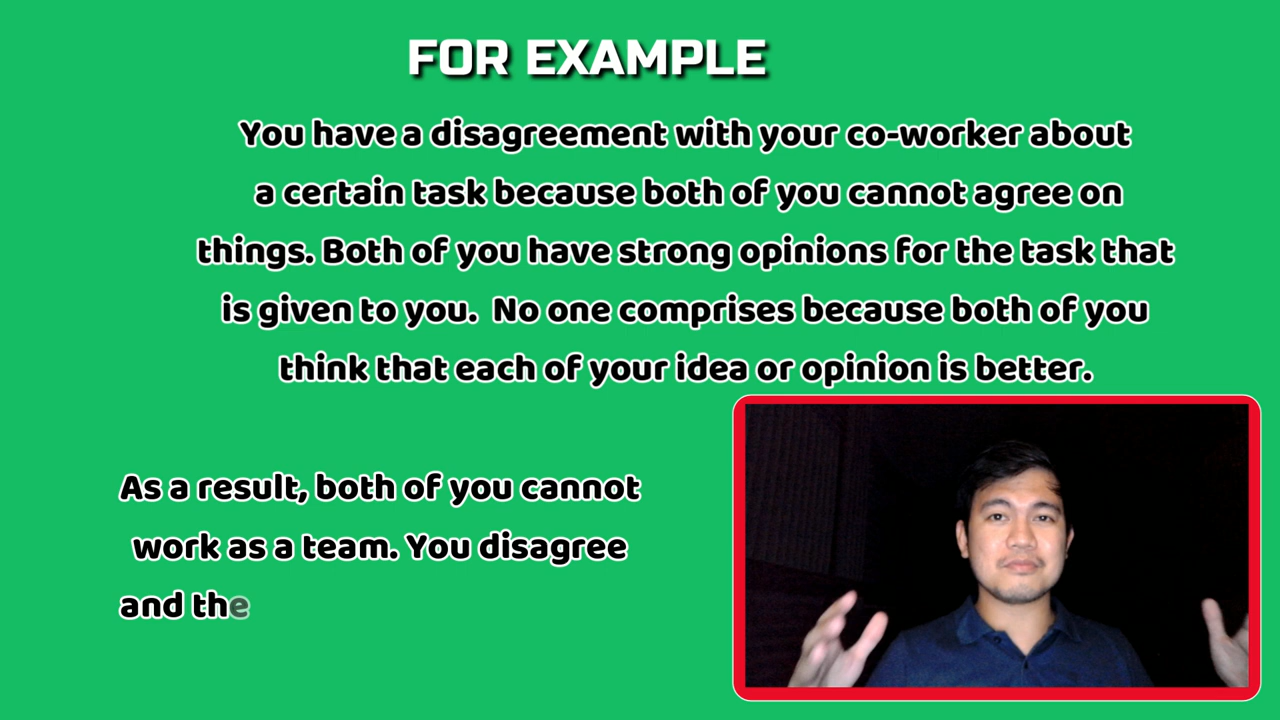 FOR EXAMPLE
You have a disagreement with your co-worker about
a certain task because both of you cannot agree on
things. Both of you have strong opinions for the task that
is given to you. No one comprises because both of you
think that each of your idea or opinion is better.
As a result, both of you cannot
work as a team. You disagree
and the